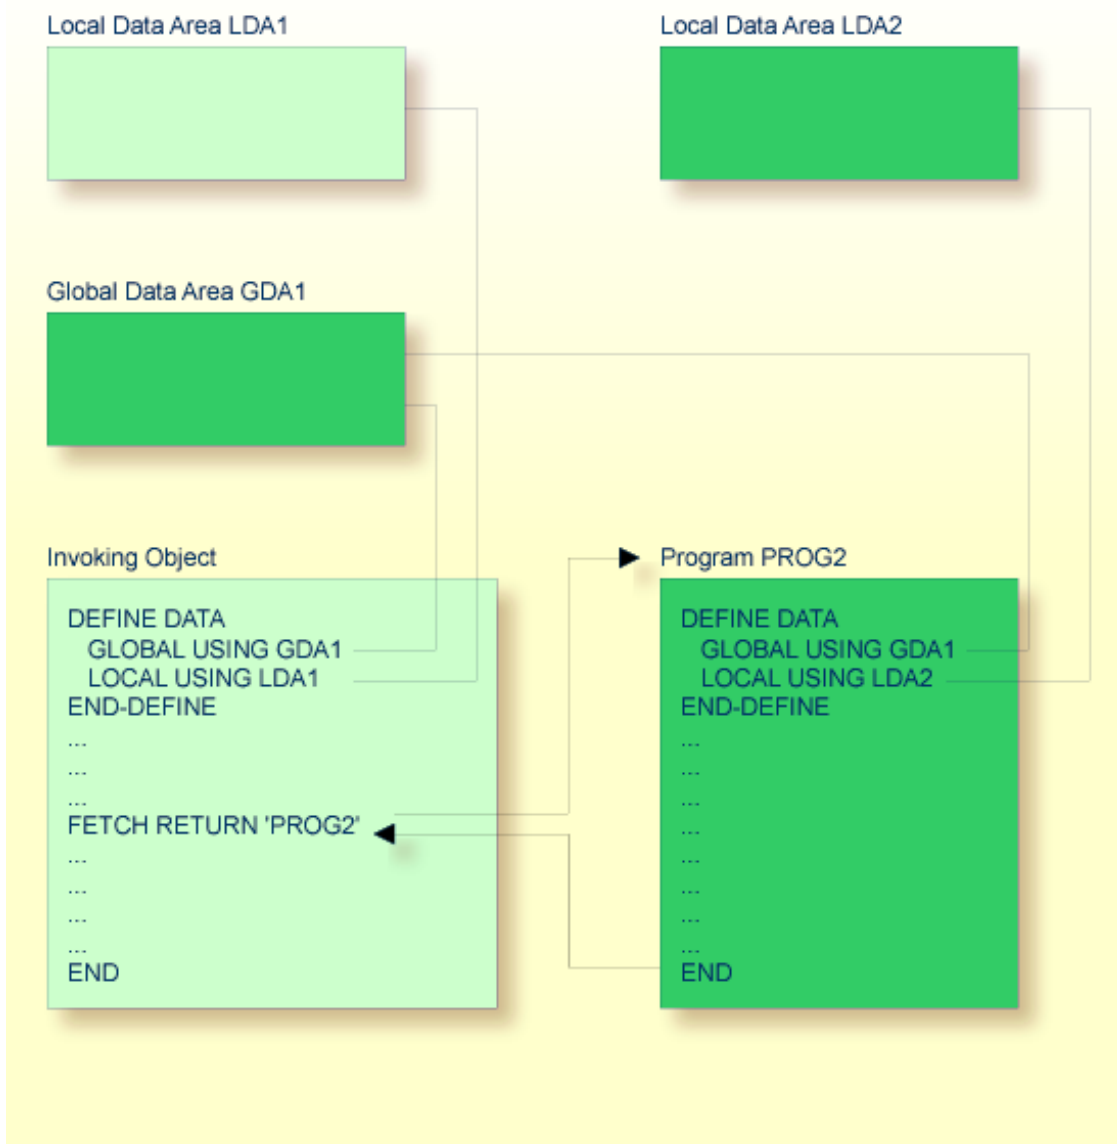 Local Data Area LDA1
Local Data Area LDA2
Global Data Area GDA1
Invoking Object
DEFINE DATA
GLOBAL USING GDA1
LOCAL USING LDA1
END-DEFINE
...
...
...
FETCH RETURN 'PROG2'
...
...
...
...
END
Program PROG2
DEFINE DATA
GLOBAL USING GDA1
LOCAL USING LDA2
END-DEFINE
...
...
...
...
...
...
...
...
END